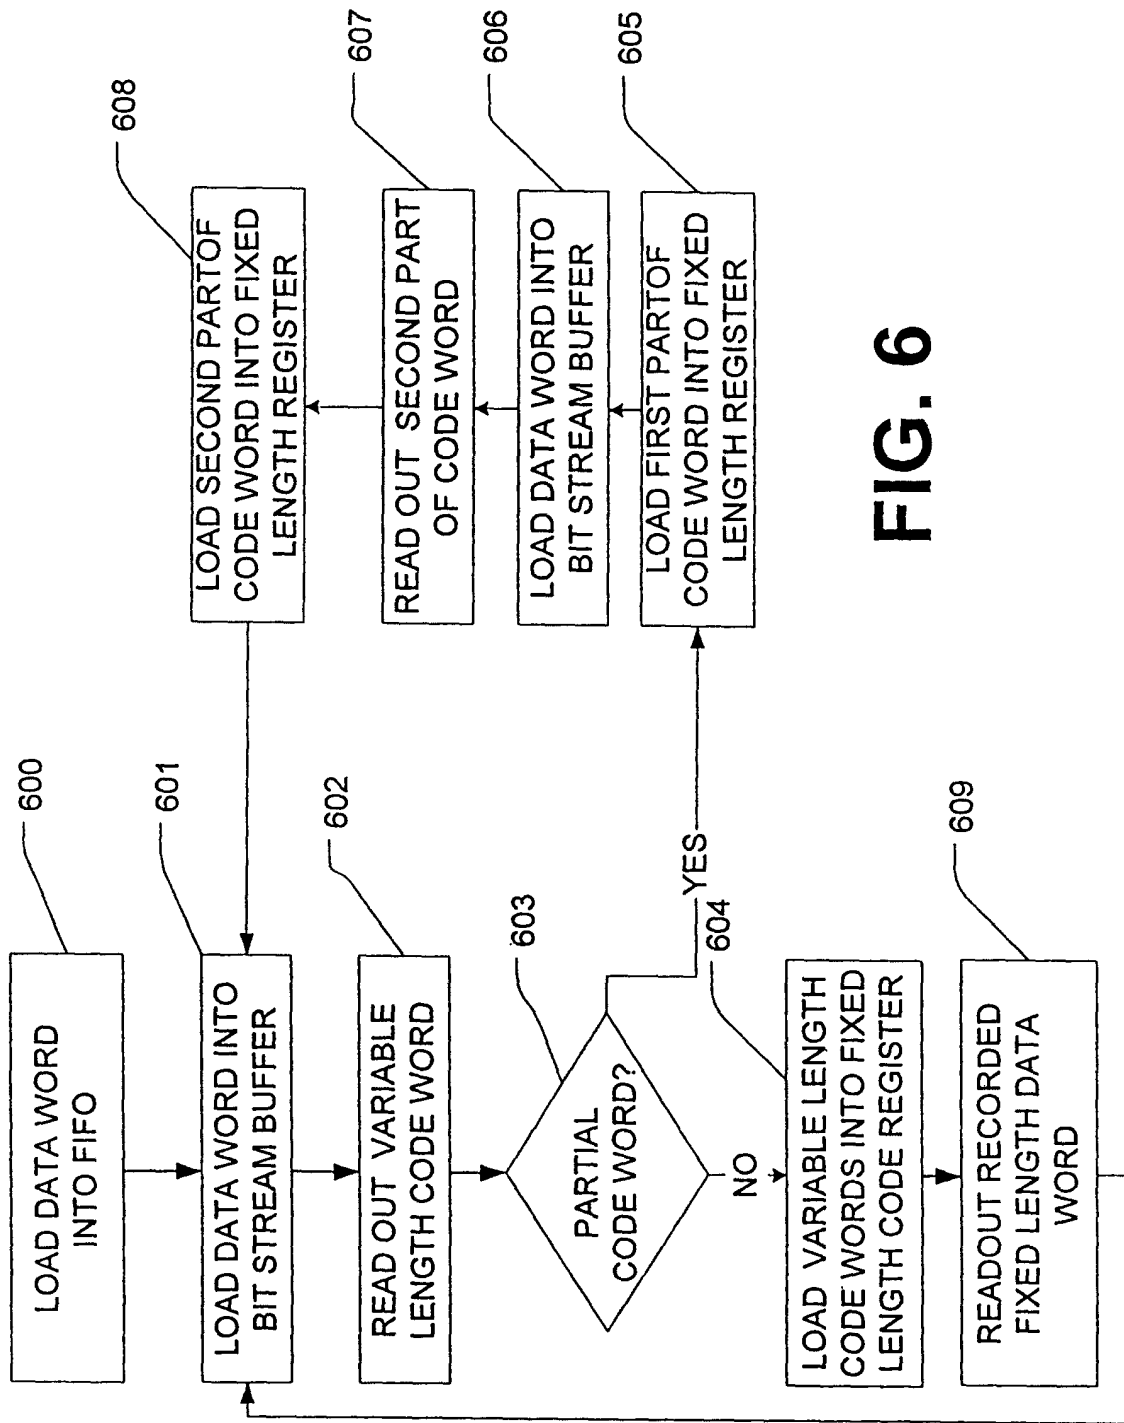 600
LOAD DATA WORD
INTO FIFO
601
LOAD DATA WORD INTO
BIT STREAM BUFFER
602
READ OUT VARIABLE
LENGTH CODE WORD
603
PARTIAL
CODE WORD?
YES
NO
604
LOAD VARIABLE LENGTH
CODE WORDS INTO FIXED
LENGTH CODE REGISTER
609
READOUT RECORDED
FIXED LENGTH DATA
WORD
605
LOAD FIRST PARTOF
CODE WORD INTO FIXED
LENGTH REGISTER
606
LOAD DATA WORD INTO
BIT STREAM BUFFER
607
READ OUT SECOND PART
OF CODE WORD
608
LOAD SECOND PARTOF
CODE WORD INTO FIXED
LENGTH REGISTER
FIG. 6